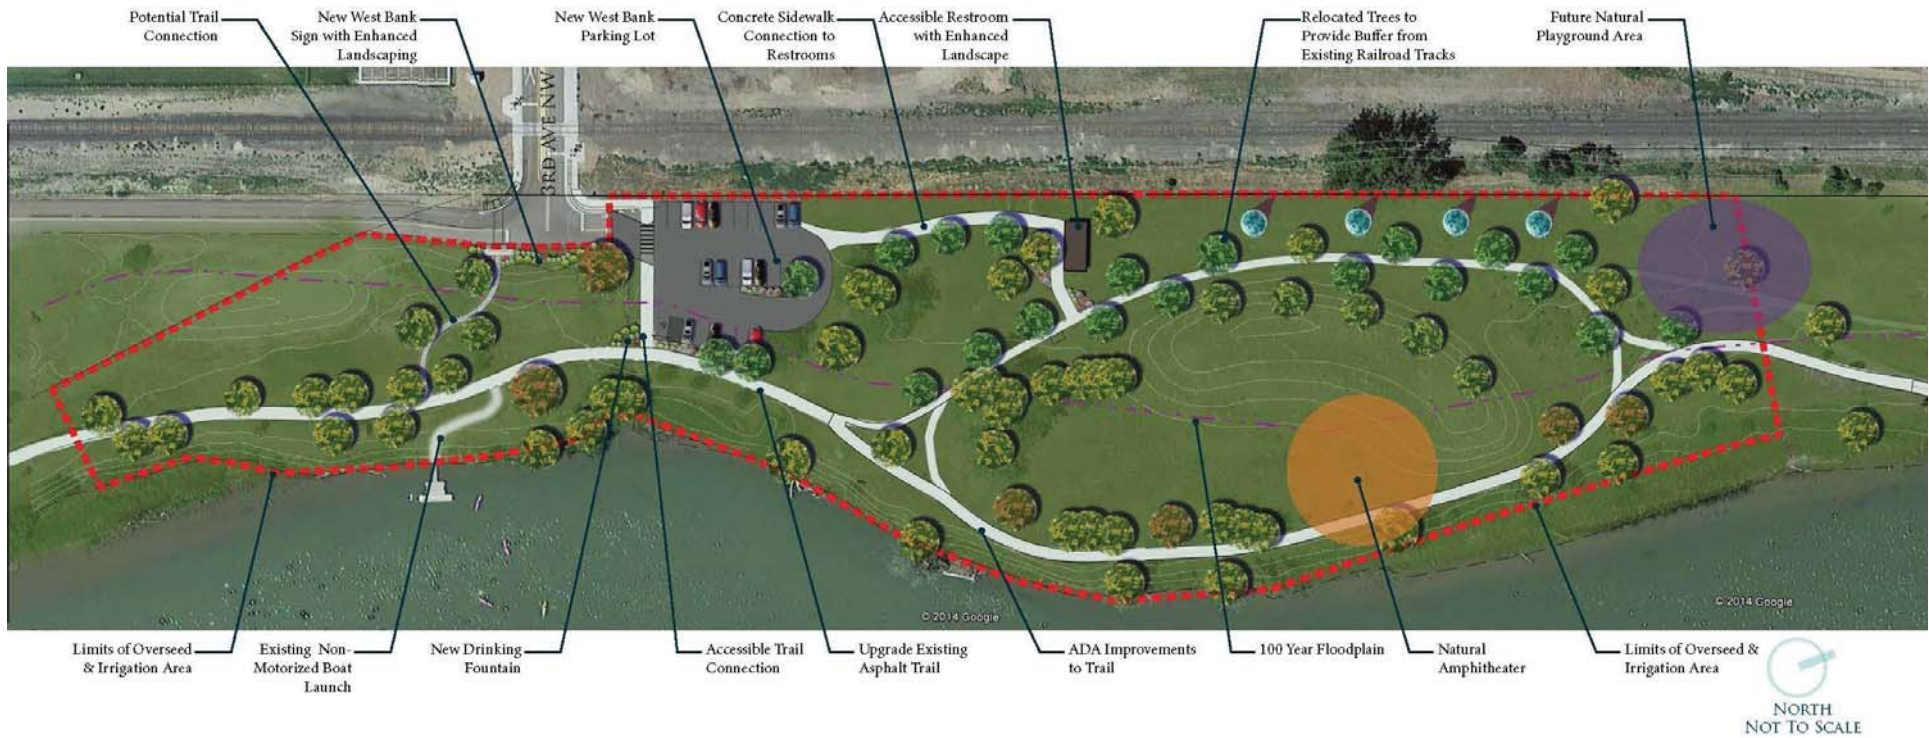 Potential Trail
Connection
New West Bank
Sign with Enhanced
Landscaping
New West Bank
Parking Lot
Concrete Sidewalk
Connection to
Restrooms
Accessible Restroom
with Enhanced
Landscape
Relocated Trees to
Provide Buffer from
Existing Railroad Tracks
Future Natural
Playground Area
3RD AVE NW
© 2014 Google
© 2014 Google
Limits of Overseed
& Irrigation Area
Existing Non-
Motorized Boat
Launch
New Drinking
Fountain
Accessible Trail
Connection
Upgrade Existing
Asphalt Trail
ADA Improvements
to Trail
100 Year Floodplain
Natural
Amphitheater
Limits of Overseed &
Irrigation Area
NORTH
NOT TO SCALE